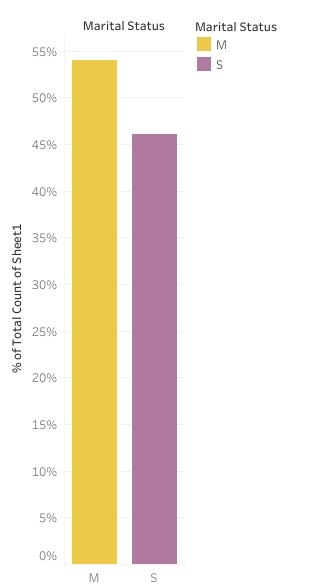 Marital Status
Marital Status
M
S
55%
50%
45%
40%
35%
30%
25%
20%
15%
10%
5%
0%
% of Total Count of Sheet1
M
S